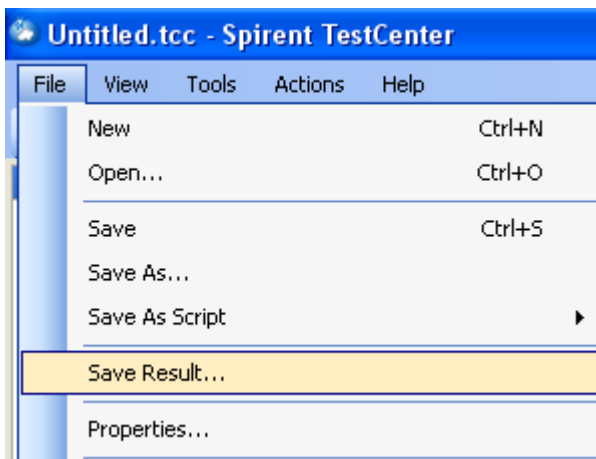 Untitled.tcc - Spirent TestCenter
File View Tools Actions Help
New Ctrl+N
Open... Ctrl+O
Save Ctrl+S
Save As...
Save As Script
Save Result...
Properties...